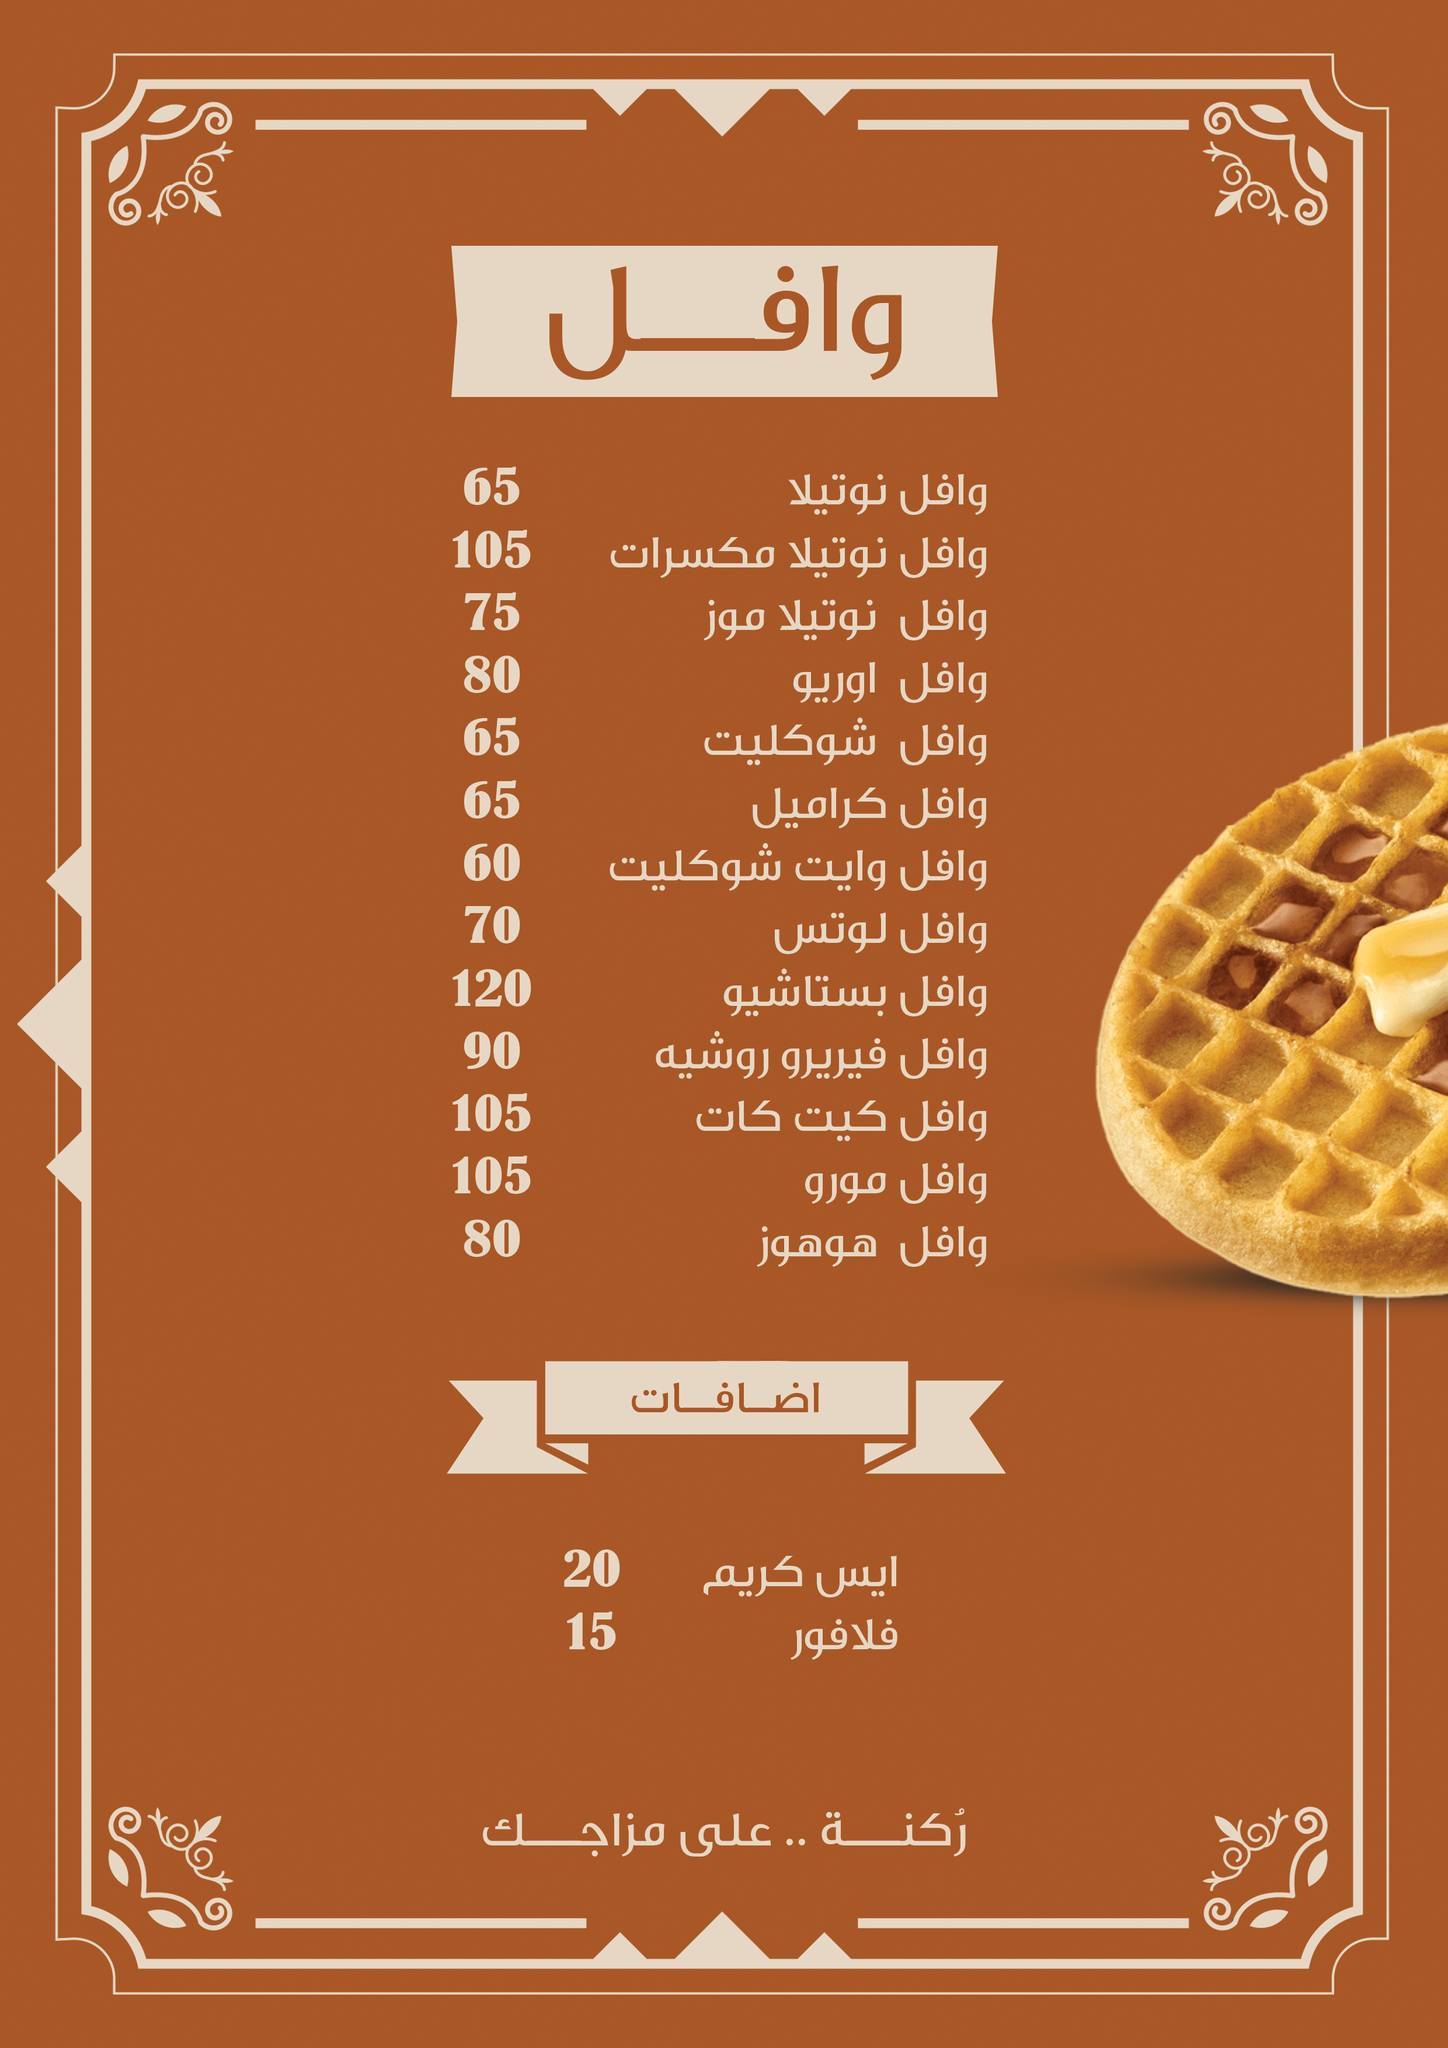 وافـــل
وافل نوتيلا 65
وافل نوتيلا مكسرات 105
وافل نوتيلا موز 75
وافل اوريو 80
وافل شوكليت 65
وافل كراميل 65
وافل وايت شوكليت 60
وافل لوتس 70
وافل بستاشيو 120
وافل فيريرو روشيه 90
وافل كيت كات 105
وافل مورو 105
وافل هوهوز 80
اضـافـات
ايس كريم 20
فلافور 15
رُكنـــة .. على مزاجـــك